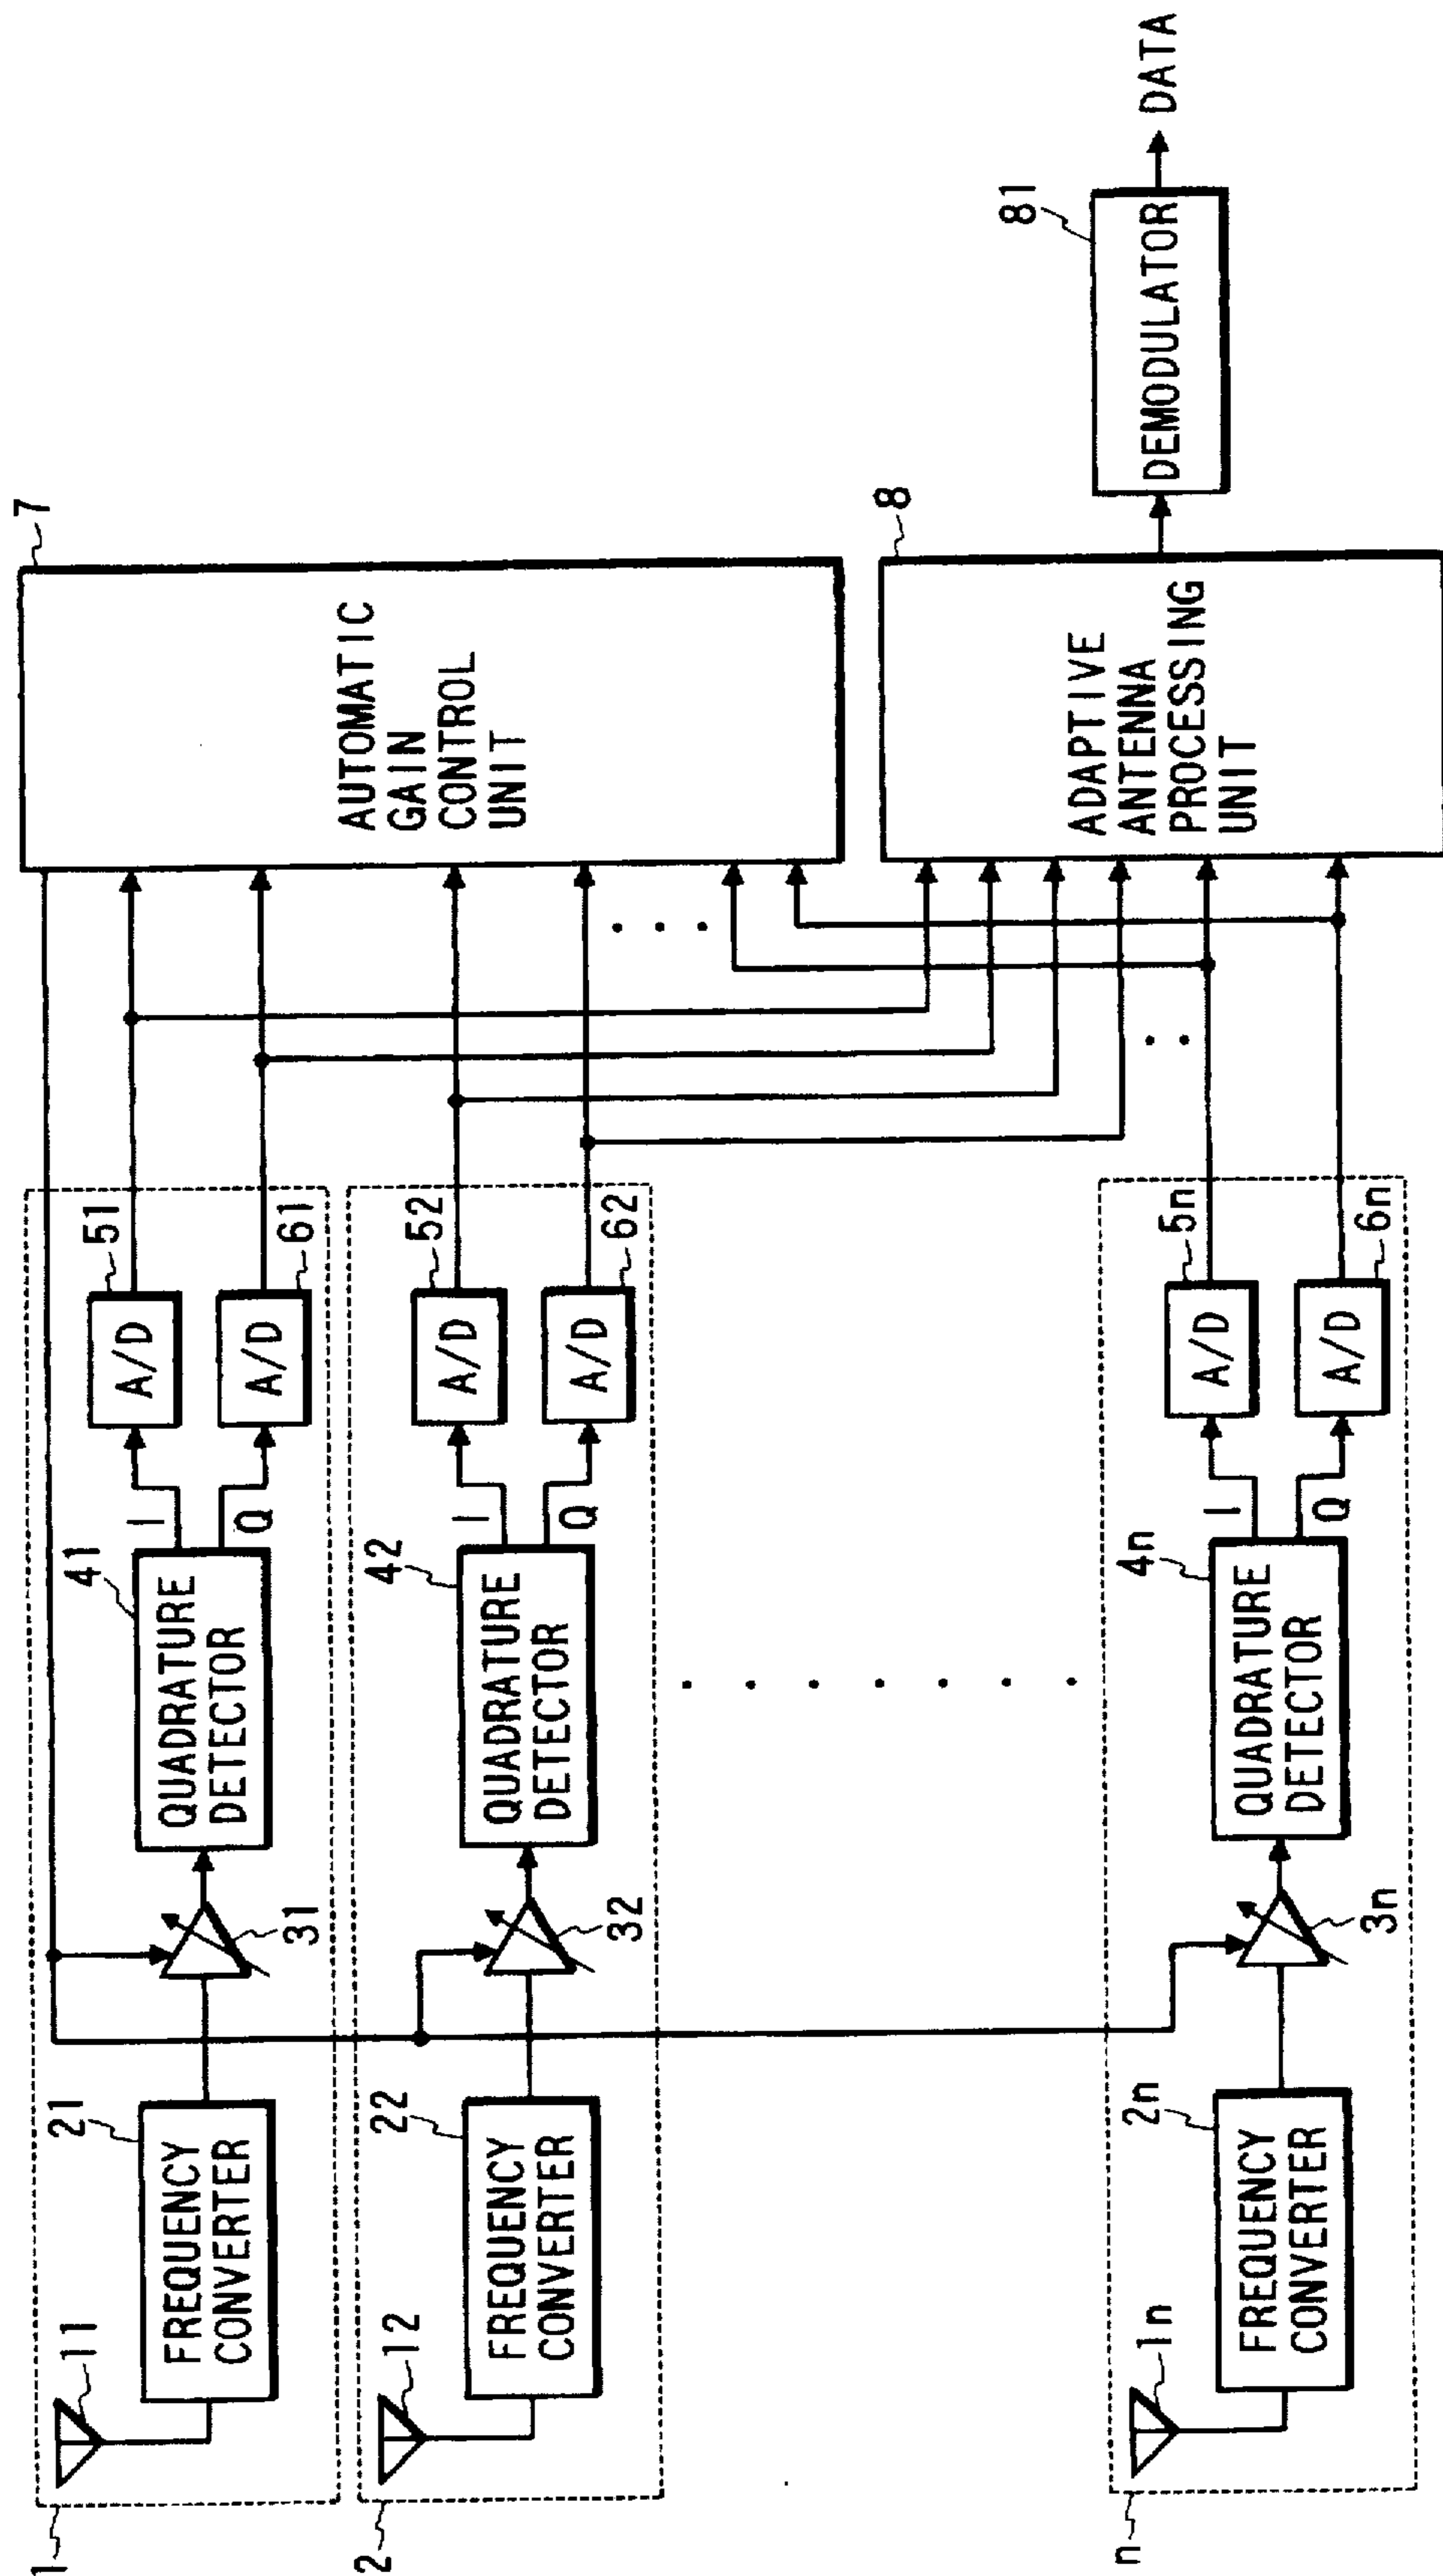 1
11
21
FREQUENCY
CONVERTER
31
41
QUADRATURE
DETECTOR
I
Q
51
A/D
61
A/D
7
AUTOMATIC
GAIN
CONTROL
UNIT
2
12
22
FREQUENCY
CONVERTER
32
42
QUADRATURE
DETECTOR
I
Q
52
A/D
62
A/D
n
1n
2n
FREQUENCY
CONVERTER
3n
4n
QUADRATURE
DETECTOR
I
Q
5n
A/D
6n
A/D
8
ADAPTIVE
ANTENNA
PROCESSING
UNIT
81
DEMODULATOR
DATA